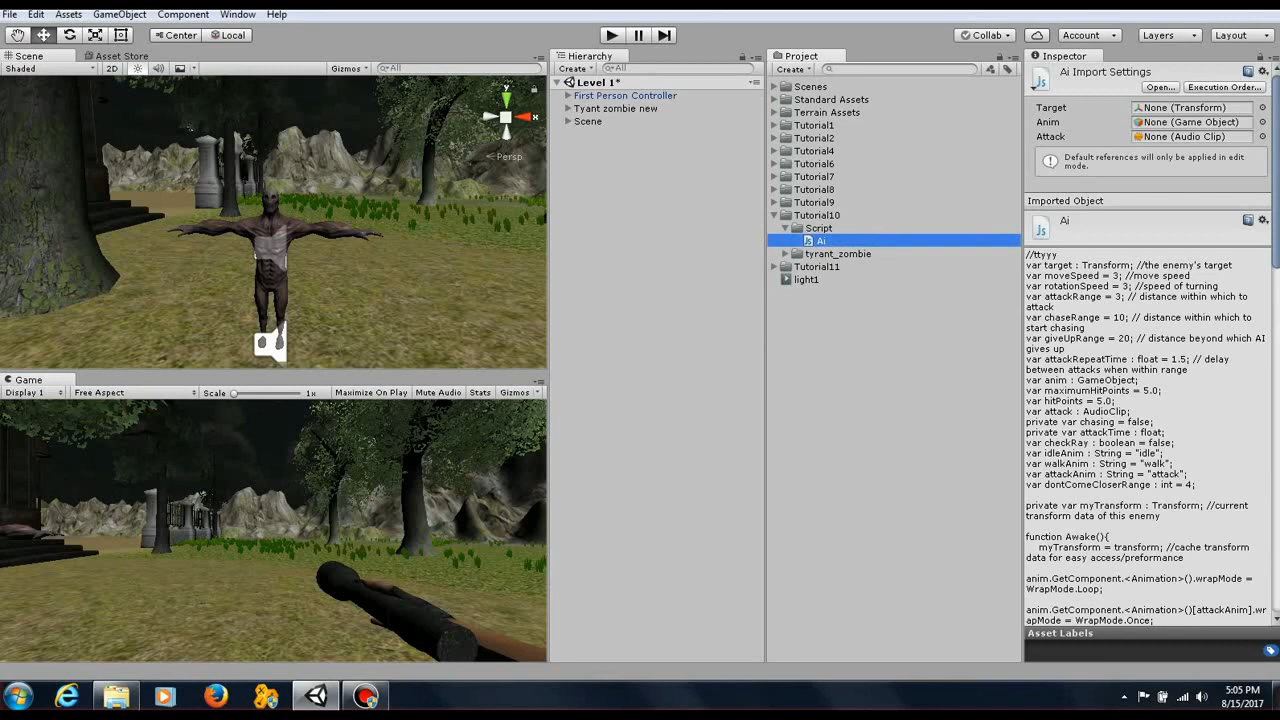 File Edit Assets GameObject Component Window Help
Center Local Collab Account Layers Layout
Scene Asset Store
Shaded 2D Gizmos All
y
x
Persp
Game
Display 1 Free Aspect Scale 1x Maximize On Play Mute Audio Stats Gizmos
Hierarchy
Create All
Level 1*
First Person Controller
Tyant zombie new
Scene
Project
Create
Scenes
Standard Assets
Terrain Assets
Tutorial1
Tutorial2
Tutorial4
Tutorial6
Tutorial7
Tutorial8
Tutorial9
Tutorial10
Script
Ai
tyrant_zombie
Tutorial11
light1
Inspector
Ai Import Settings
Js
Open... Execution Order...
Target None (Transform)
Anim None (Game Object)
Attack None (Audio Clip)
Default references will only be applied in edit
mode.
Imported Object
Ai
Js
//ttyyy
var target : Transform; //the enemy's target
var moveSpeed = 3; //move speed
var rotationSpeed = 3; //speed of turning
var attackRange = 3; // distance within which to
attack
var chaseRange = 10; // distance within which to
start chasing
var giveUpRange = 20; // distance beyond which AI
gives up
var attackRepeatTime : float = 1.5; // delay
between attacks when within range
var anim : GameObject;
var maximumHitPoints = 5.0;
var hitPoints = 5.0;
var attack : AudioClip;
private var chasing = false;
private var attackTime : float;
var checkRay : boolean = false;
var idleAnim : String = "idle";
var walkAnim : String = "walk";
var attackAnim : String = "attack";
var dontComeCloserRange : int = 4;
private var myTransform : Transform; //current
transform data of this enemy
function Awake(){
myTransform = transform; //cache transform
data for easy access/preformance
anim.GetComponent.<Animation>().wrapMode =
WrapMode.Loop;
anim.GetComponent.<Animation>()[attackAnim].wr
apMode = WrapMode.Once;
Asset Labels
5:05 PM
8/15/2017